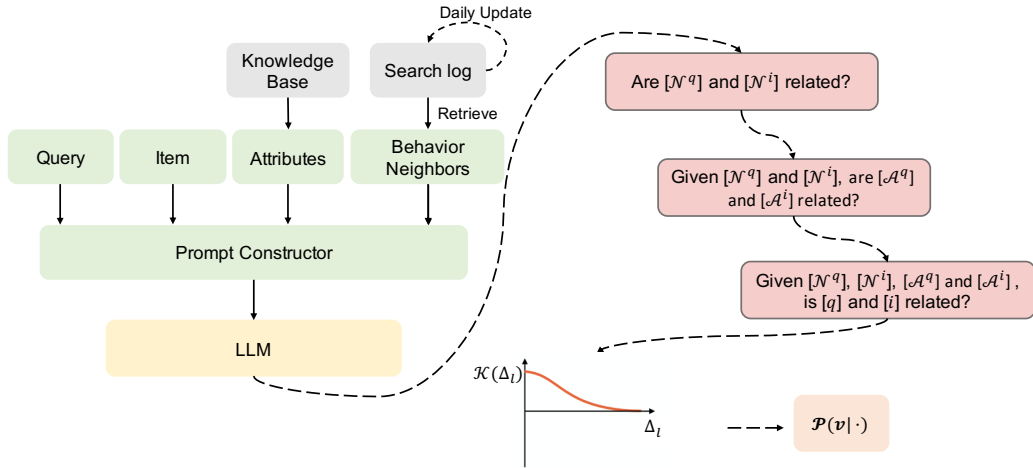 Daily Update
Knowledge
Base
Search log
Retrieve
Query
Item
Attributes
Behavior
Neighbors
Prompt Constructor
LLM
Are [𝒩^q] and [𝒩^i] related?
Given [𝒩^q] and [𝒩^i], are [𝒜^q]
and [𝒜^i] related?
Given [𝒩^q], [𝒩^i], [𝒜^q] and [𝒜^i] ,
is [q] and [i] related?
𝒦(Δ_l)
Δ_l
𝓟(v| ·)